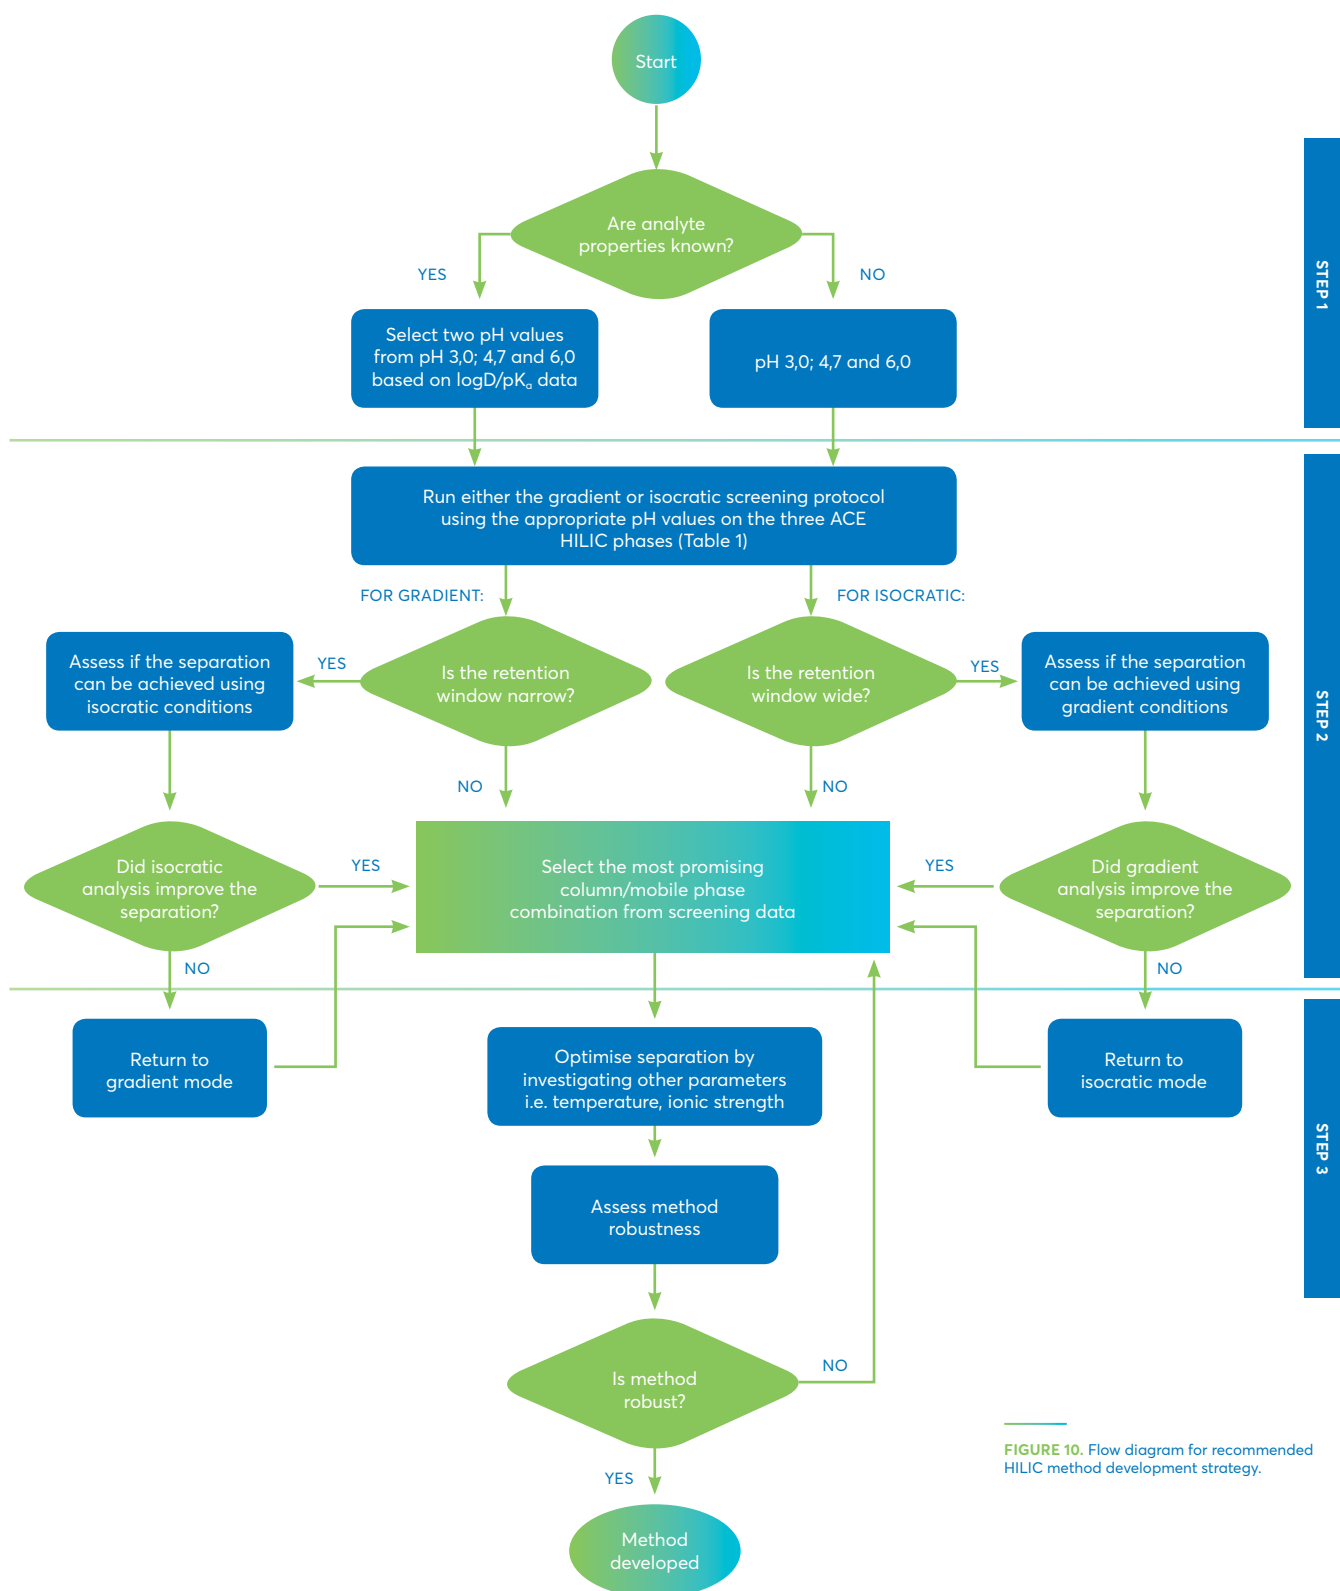 Start
Are analyte
properties known?
YES
NO
Select two pH values
from pH 3,0; 4,7 and 6,0
based on logD/pKa data
pH 3,0; 4,7 and 6,0
STEP 1
Run either the gradient or isocratic screening protocol
using the appropriate pH values on the three ACE
HILIC phases (Table 1)
FOR GRADIENT:
FOR ISOCRATIC:
Assess if the separation
can be achieved using
isocratic conditions
YES
Is the retention
window narrow?
Is the retention
window wide?
YES
Assess if the separation
can be achieved using
gradient conditions
STEP 2
NO
NO
Did isocratic
analysis improve the
separation?
YES
Select the most promising
column/mobile phase
combination from screening data
YES
Did gradient
analysis improve the
separation?
NO
NO
Return to
gradient mode
Optimise separation by
investigating other parameters
i.e. temperature, ionic strength
Return to
isocratic mode
STEP 3
Assess method
robustness
Is method
robust?
NO
YES
Method
developed
FIGURE 10. Flow diagram for recommended
HILIC method development strategy.